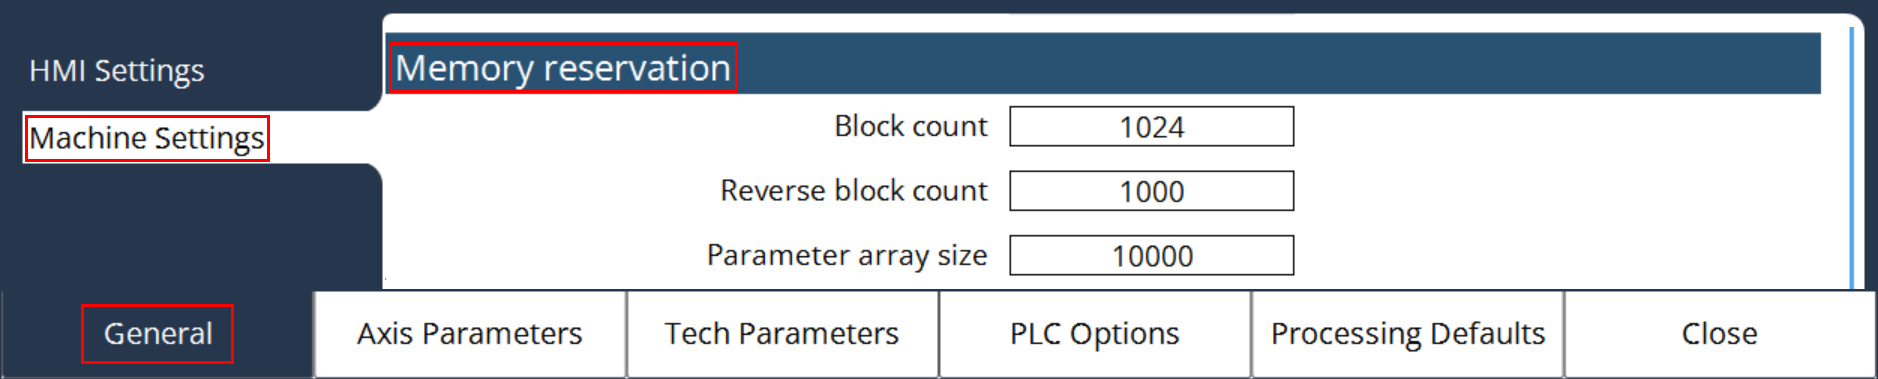 HMI Settings
Machine Settings
Memory reservation
Block count 1024
Reverse block count 1000
Parameter array size 10000
General Axis Parameters Tech Parameters PLC Options Processing Defaults Close